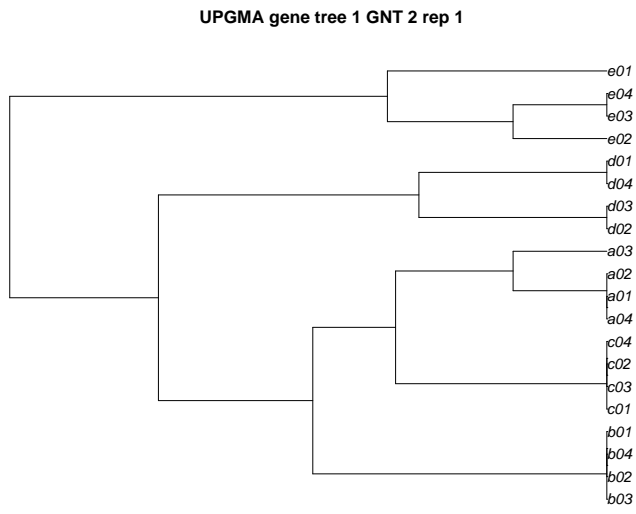 UPGMA gene tree 1 GNT 2 rep 1
e01
e04
e03
e02
d01
d04
d03
d02
a03
a02
a01
a04
c04
c02
c03
c01
b01
b04
b02
b03